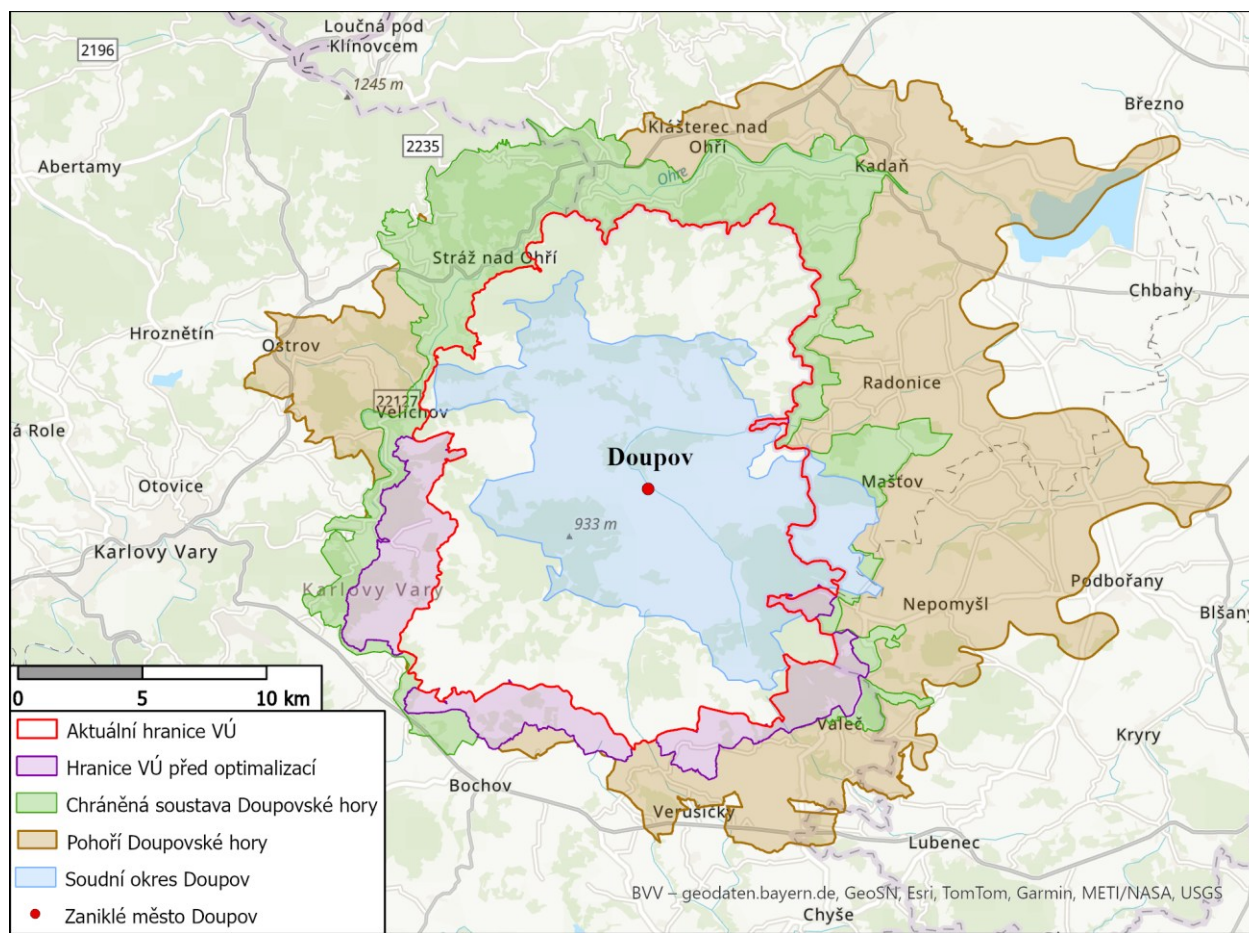 Loučná pod
Klínovcem
2196
1245 m
Březno
Klášterec nad
Ohří
2235
Abertamy
Kadaň
Ohre
Stráž nad Ohří
Chbany
Hroznětín
Ostrov
Radonice
22127
Velichov
Role
Doupov
Mašťov
Otovice
933 m
Karlovy Vary
Podbořany
Karlovy Vary
Nepomyšl
Blšany
0 5 10 km
Aktuální hranice VÚ
Hranice VÚ před optimalizací
Chráněná soustava Doupovské hory
Pohoří Doupovské hory
Soudní okres Doupov
Zaniklé město Doupov
Valeč
Kryry
Bochov
Verušičky
Lubenec
BVV – geodaten.bayern.de, GeoSN, Esri, TomTom, Garmin, METI/NASA, USGS
Chyše